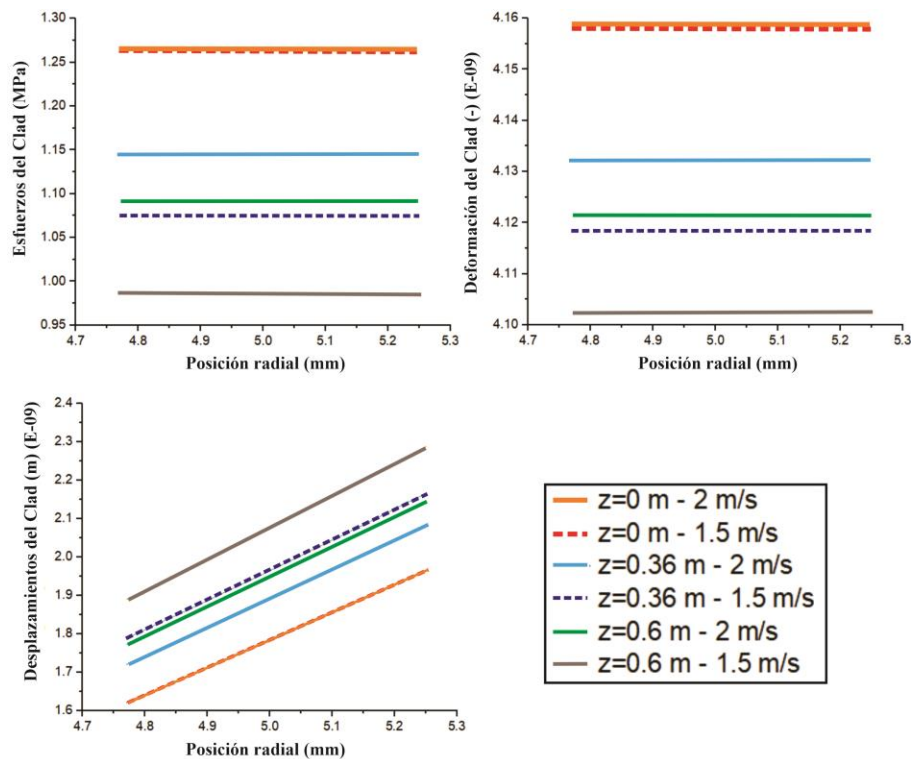 Esfuerzos del Clad (MPa)
1.30
1.25
1.20
1.15
1.10
1.05
1.00
0.95
4.7 4.8 4.9 5.0 5.1 5.2 5.3
Posición radial (mm)
Deformación del Clad (-) (E-09)
4.16
4.15
4.14
4.13
4.12
4.11
4.10
4.7 4.8 4.9 5.0 5.1 5.2 5.3
Posición radial (mm)
Desplazamientos del Clad (m) (E-09)
2.4
2.3
2.2
2.1
2.0
1.9
1.8
1.7
1.6
4.7 4.8 4.9 5.0 5.1 5.2 5.3
Posición radial (mm)
z=0 m - 2 m/s
z=0 m - 1.5 m/s
z=0.36 m - 2 m/s
z=0.36 m - 1.5 m/s
z=0.6 m - 2 m/s
z=0.6 m - 1.5 m/s